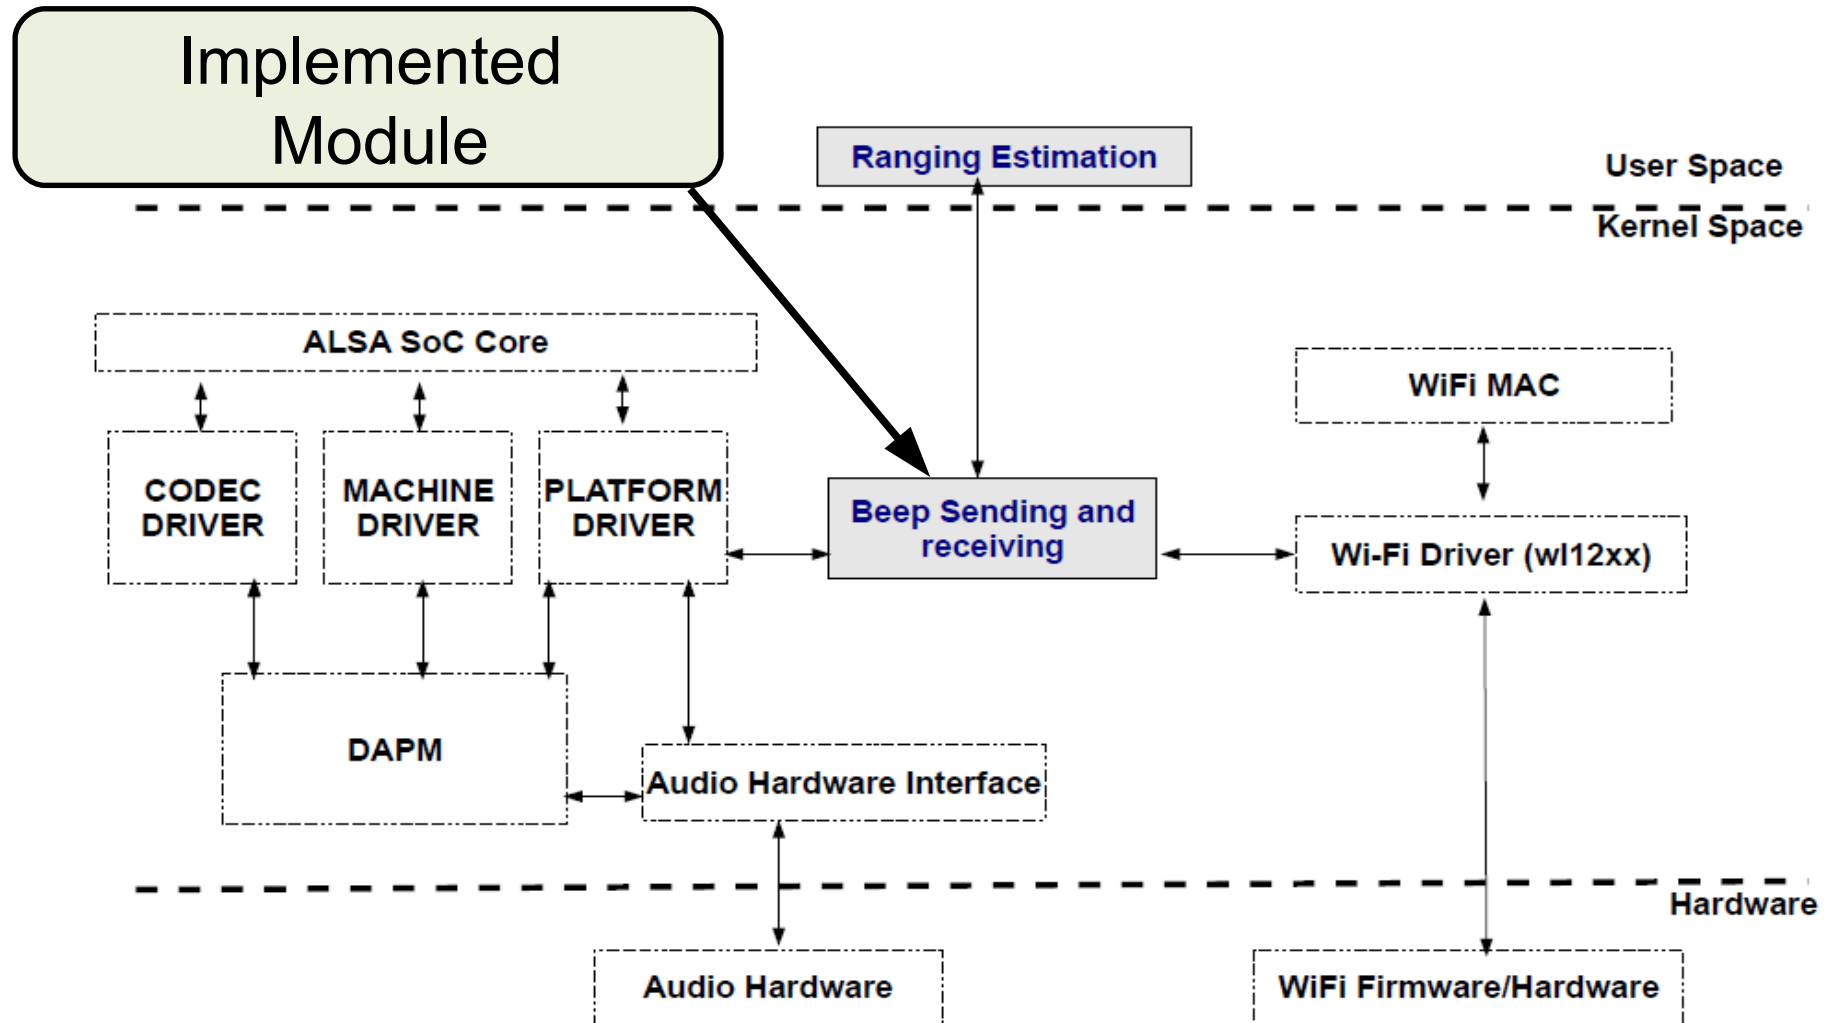 Implemented
Module
Ranging Estimation
User Space
Kernel Space
ALSA SoC Core
WiFi MAC
CODEC
DRIVER
MACHINE
DRIVER
PLATFORM
DRIVER
Beep Sending and
receiving
Wi-Fi Driver (wl12xx)
DAPM
Audio Hardware Interface
Hardware
Audio Hardware
WiFi Firmware/Hardware